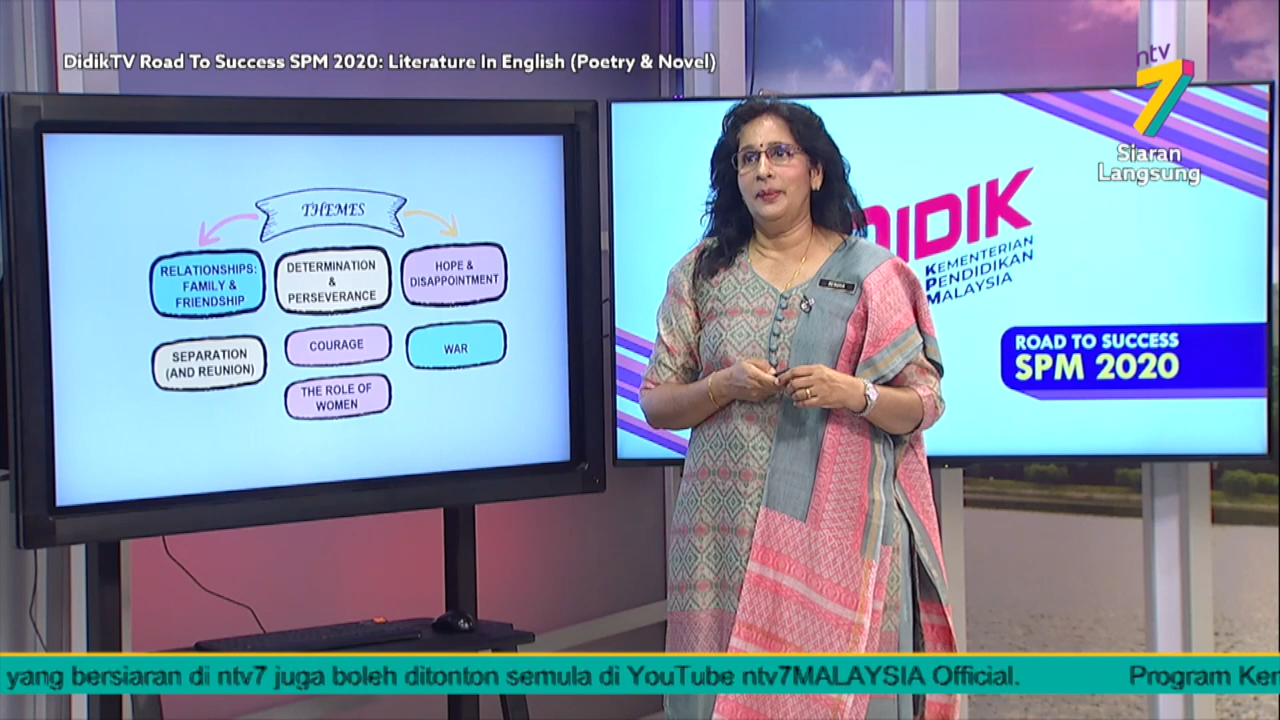 DidikTV Road To Success SPM 2020: Literature In English (Poetry & Novel)
ntv
7
Siaran
Langsung
THEMES
RELATIONSHIPS:
FAMILY &
FRIENDSHIP
DETERMINATION
&
PERSEVERANCE
HOPE &
DISAPPOINTMENT
SEPARATION
(AND REUNION)
COURAGE
WAR
THE ROLE OF
WOMEN
DIDIK
KEMENTERIAN
PENDIDIKAN
MALAYSIA
ROAD TO SUCCESS
SPM 2020
yang bersiaran di ntv7 juga boleh ditonton semula di YouTube ntv7MALAYSIA Official. Program Ker